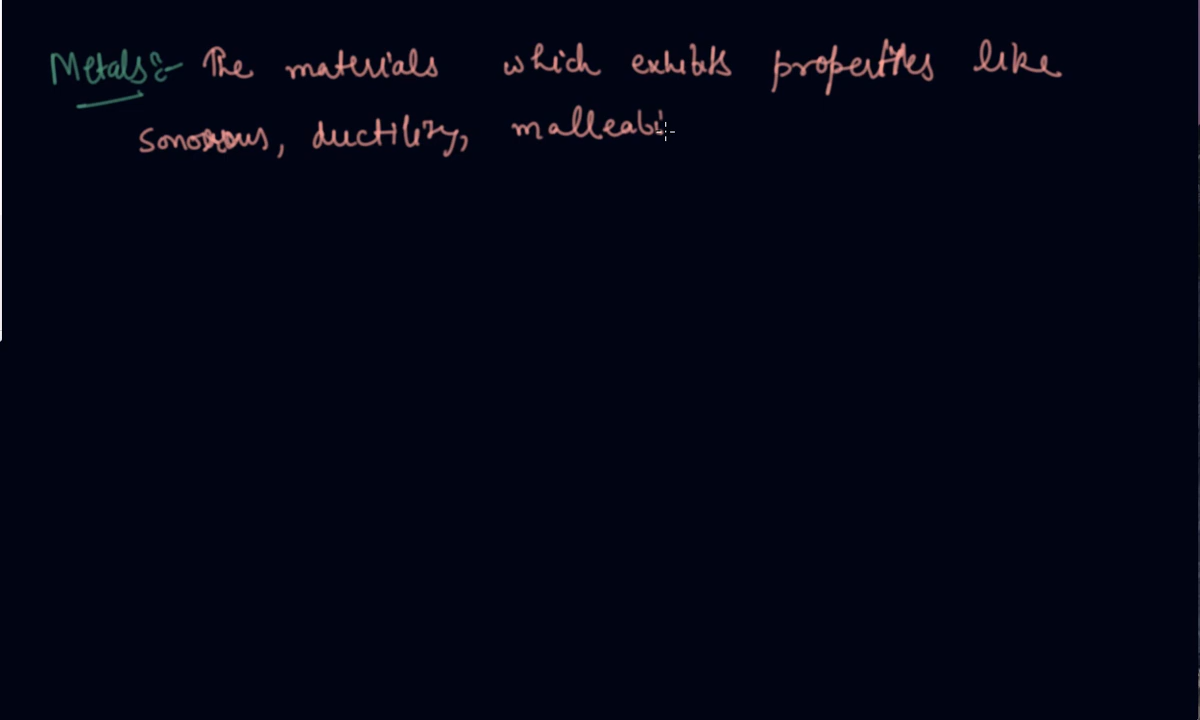 Metals:- The materials which exhibits properties like
sonorous, ductility, malleabi